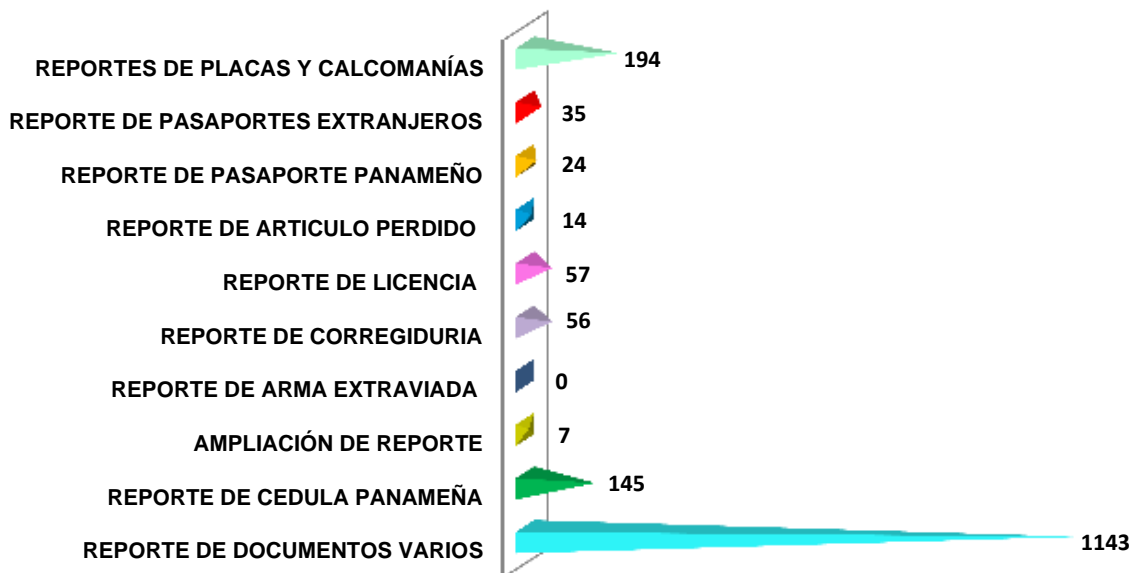 REPORTES DE PLACAS Y CALCOMANÍAS 194
REPORTE DE PASAPORTES EXTRANJEROS 35
REPORTE DE PASAPORTE PANAMEÑO 24
REPORTE DE ARTICULO PERDIDO 14
REPORTE DE LICENCIA 57
REPORTE DE CORREGIDURIA 56
REPORTE DE ARMA EXTRAVIADA 0
AMPLIACIÓN DE REPORTE 7
REPORTE DE CEDULA PANAMEÑA 145
REPORTE DE DOCUMENTOS VARIOS 1143